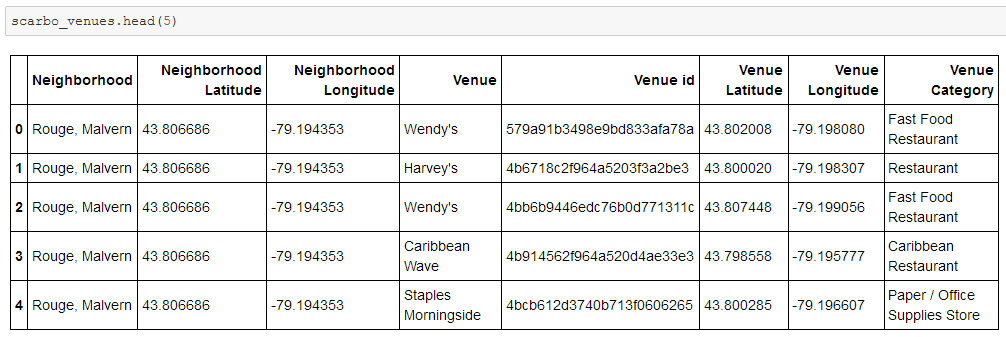 scarbo_venues.head(5)
Neighborhood Neighborhood Latitude Neighborhood Longitude Venue Venue id Venue Latitude Venue Longitude Venue Category
0 Rouge, Malvern 43.806686 -79.194353 Wendy's 579a91b3498e9bd833afa78a 43.802008 -79.198080 Fast Food Restaurant
1 Rouge, Malvern 43.806686 -79.194353 Harvey's 4b6718c2f964a5203f3a2be3 43.800020 -79.198307 Restaurant
2 Rouge, Malvern 43.806686 -79.194353 Wendy's 4bb6b9446edc76b0d771311c 43.807448 -79.199056 Fast Food Restaurant
3 Rouge, Malvern 43.806686 -79.194353 Caribbean Wave 4b914562f964a520d4ae33e3 43.798558 -79.195777 Caribbean Restaurant
4 Rouge, Malvern 43.806686 -79.194353 Staples Morningside 4bcb612d3740b713f0606265 43.800285 -79.196607 Paper / Office Supplies Store